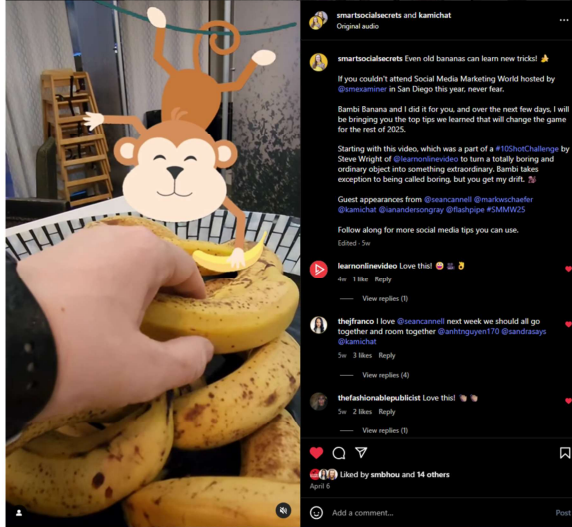 smartsocialsecrets and kamichat
Original audio
smartsocialsecrets Even old bananas can learn new tricks! 🍌
If you couldn't attend Social Media Marketing World hosted by
@smexaminer in San Diego this year, never fear.
Bambi Banana and I did it for you, and over the next few days, I will
be bringing you the top tips we learned that will change the game
for the rest of 2025.
Starting with this video, which was a part of a #10ShotChallenge by
Steve Wright of @learnonlinevideo to turn a totally boring and
ordinary object into something extraordinary. Bambi takes
exception to being called boring, but you get my drift.
Guest appearances from @seancannell @markwschaefer
@kamichat @ianandersongray @flashpipe #SMMW25
Follow along for more social media tips you can use.
Edited · 5w
learnonlinevideo Love this!
4w 1 like Reply
View replies (1)
thejfranco I love @seancannell next week we should all go
together and room together @anhtnguyen170 @sandrasays
@kamichat
5w 3 likes Reply
View replies (4)
thefashionablepublicist Love this!
5w 2 likes Reply
View replies (1)
Liked by smbhou and 14 others
April 6
Add a comment...
Post